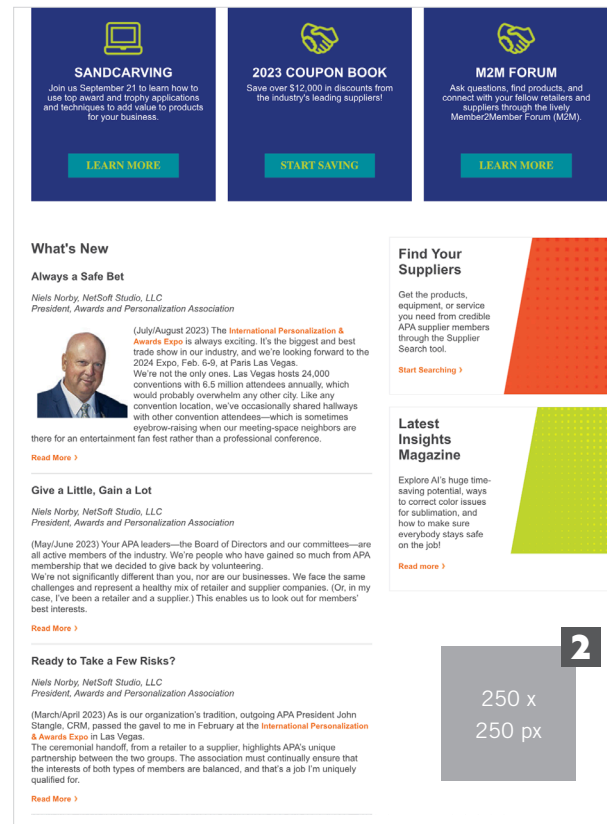 SANDCARVING
Join us September 21 to learn how to
use top award and trophy applications
and techniques to add value to products
for your business.
LEARN MORE
2023 COUPON BOOK
Save over $12,000 in discounts from
the industry's leading suppliers!
START SAVING
M2M FORUM
Ask questions, find products, and
connect with your fellow retailers and
suppliers through the lively
Member2Member Forum (M2M).
LEARN MORE
What's New
Always a Safe Bet
Niels Norby, NetSoft Studio, LLC
President, Awards and Personalization Association
(July/August 2023) The International Personalization &
Awards Expo is always exciting. It's the biggest and best
trade show in our industry, and we're looking forward to the
2024 Expo, Feb. 6-9, at Paris Las Vegas.
We're not the only ones. Las Vegas hosts 24,000
conventions with 6.5 million attendees annually, which
would probably overwhelm any other city. Like any
convention location, we've occasionally shared hallways
with other convention attendees—which is sometimes
eyebrow-raising when our meeting-space neighbors are
there for an entertainment fan fest rather than a professional conference.
Read More ›
Give a Little, Gain a Lot
Niels Norby, NetSoft Studio, LLC
President, Awards and Personalization Association
(May/June 2023) Your APA leaders—the Board of Directors and our committees—are
all active members of the industry. We're people who have gained so much from APA
membership that we decided to give back by volunteering.
We're not significantly different than you, nor are our businesses. We face the same
challenges and represent a healthy mix of retailer and supplier companies. (Or, in my
case, I've been a retailer and a supplier.) This enables us to look out for members'
best interests.
Read More ›
Ready to Take a Few Risks?
Niels Norby, NetSoft Studio, LLC
President, Awards and Personalization Association
(March/April 2023) As is our organization's tradition, outgoing APA President John
Stangle, CRM, passed the gavel to me in February at the International Personalization
& Awards Expo in Las Vegas.
The ceremonial handoff, from a retailer to a supplier, highlights APA's unique
partnership between the two groups. The association must continually ensure that
the interests of both types of members are balanced, and that's a job I'm uniquely
qualified for.
Read More ›
Find Your
Suppliers
Get the products,
equipment, or service
you need from credible
APA supplier members
through the Supplier
Search tool.
Start Searching ›
Latest
Insights
Magazine
Explore AI's huge time-
saving potential, ways
to correct color issues
for sublimation, and
how to make sure
everybody stays safe
on the job!
Read more ›
2
250 x
250 px